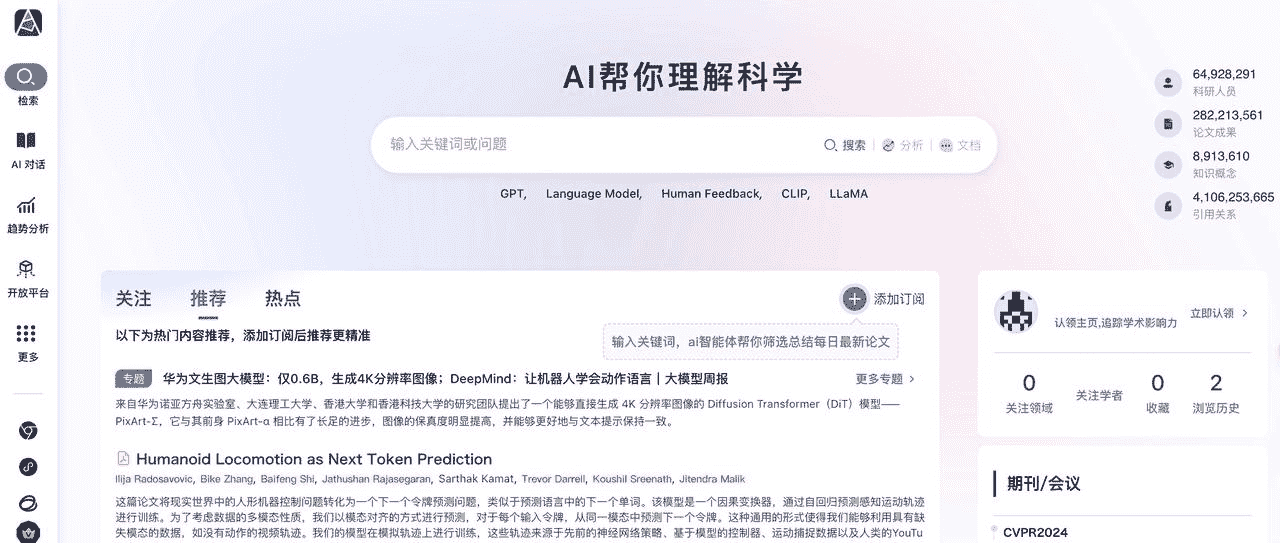 检索
AI 对话
趋势分析
开放平台
更多
AI帮你理解科学
输入关键词或问题
搜索
分析
文档
GPT, Language Model, Human Feedback, CLIP, LLaMA
64,928,291
科研人员
282,213,561
论文成果
8,913,610
知识概念
4,106,253,665
引用关系
关注 推荐 热点
添加订阅
以下为热门内容推荐，添加订阅后推荐更精准
输入关键词，ai智能体帮你筛选总结每日最新论文
专题 华为文生图大模型：仅0.6B，生成4K分辨率图像；DeepMind：让机器人学会动作语言｜大模型周报
更多专题
来自华为诺亚方舟实验室、大连理工大学、香港大学和香港科技大学的研究团队提出了一个能够直接生成 4K 分辨率图像的 Diffusion Transformer（DiT）模型——
PixArt-Σ，它与其前身 PixArt-α 相比有了长足的进步，图像的保真度明显提高，并能够更好地与文本提示保持一致。
Humanoid Locomotion as Next Token Prediction
Ilija Radosavovic, Bike Zhang, Baifeng Shi, Jathushan Rajasegaran, Sarthak Kamat, Trevor Darrell, Koushil Sreenath, Jitendra Malik
这篇论文将现实世界中的人形机器控制问题转化为一个下一个令牌预测问题，类似于预测语言中的下一个单词。该模型是一个因果变换器，通过自回归预测感知运动轨迹
进行训练。为了考虑数据的多模态性质，我们以模态对齐的方式进行预测，对于每个输入令牌，从同一模态中预测下一个令牌。这种通用的形式使得我们能够利用具有缺
失模态的数据，如没有动作的视频轨迹。我们的模型在模拟轨迹上进行训练，这些轨迹来源于先前的神经网络策略、基于模型的控制器、运动捕捉数据以及人类的YouTu
认领主页,追踪学术影响力
立即认领
0
关注领域
关注学者
0
收藏
2
浏览历史
期刊/会议
CVPR2024